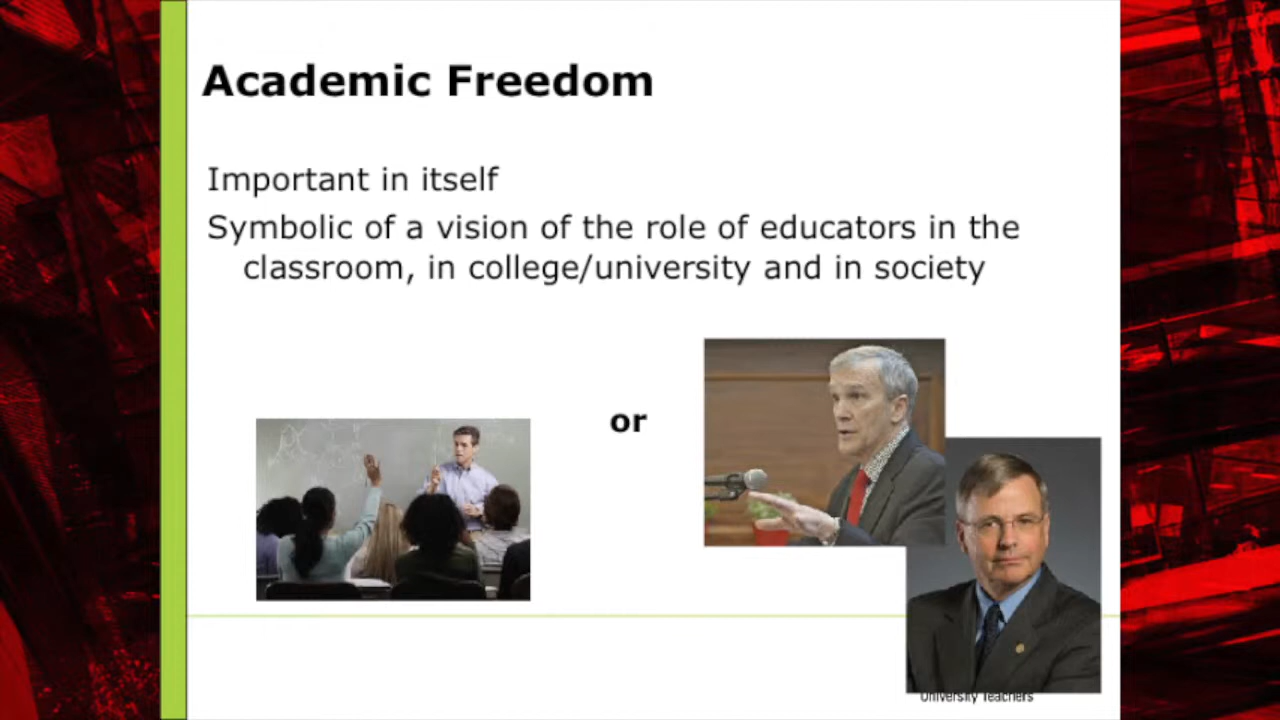 Academic Freedom
Important in itself
Symbolic of a vision of the role of educators in the
classroom, in college/university and in society
or
University Teachers